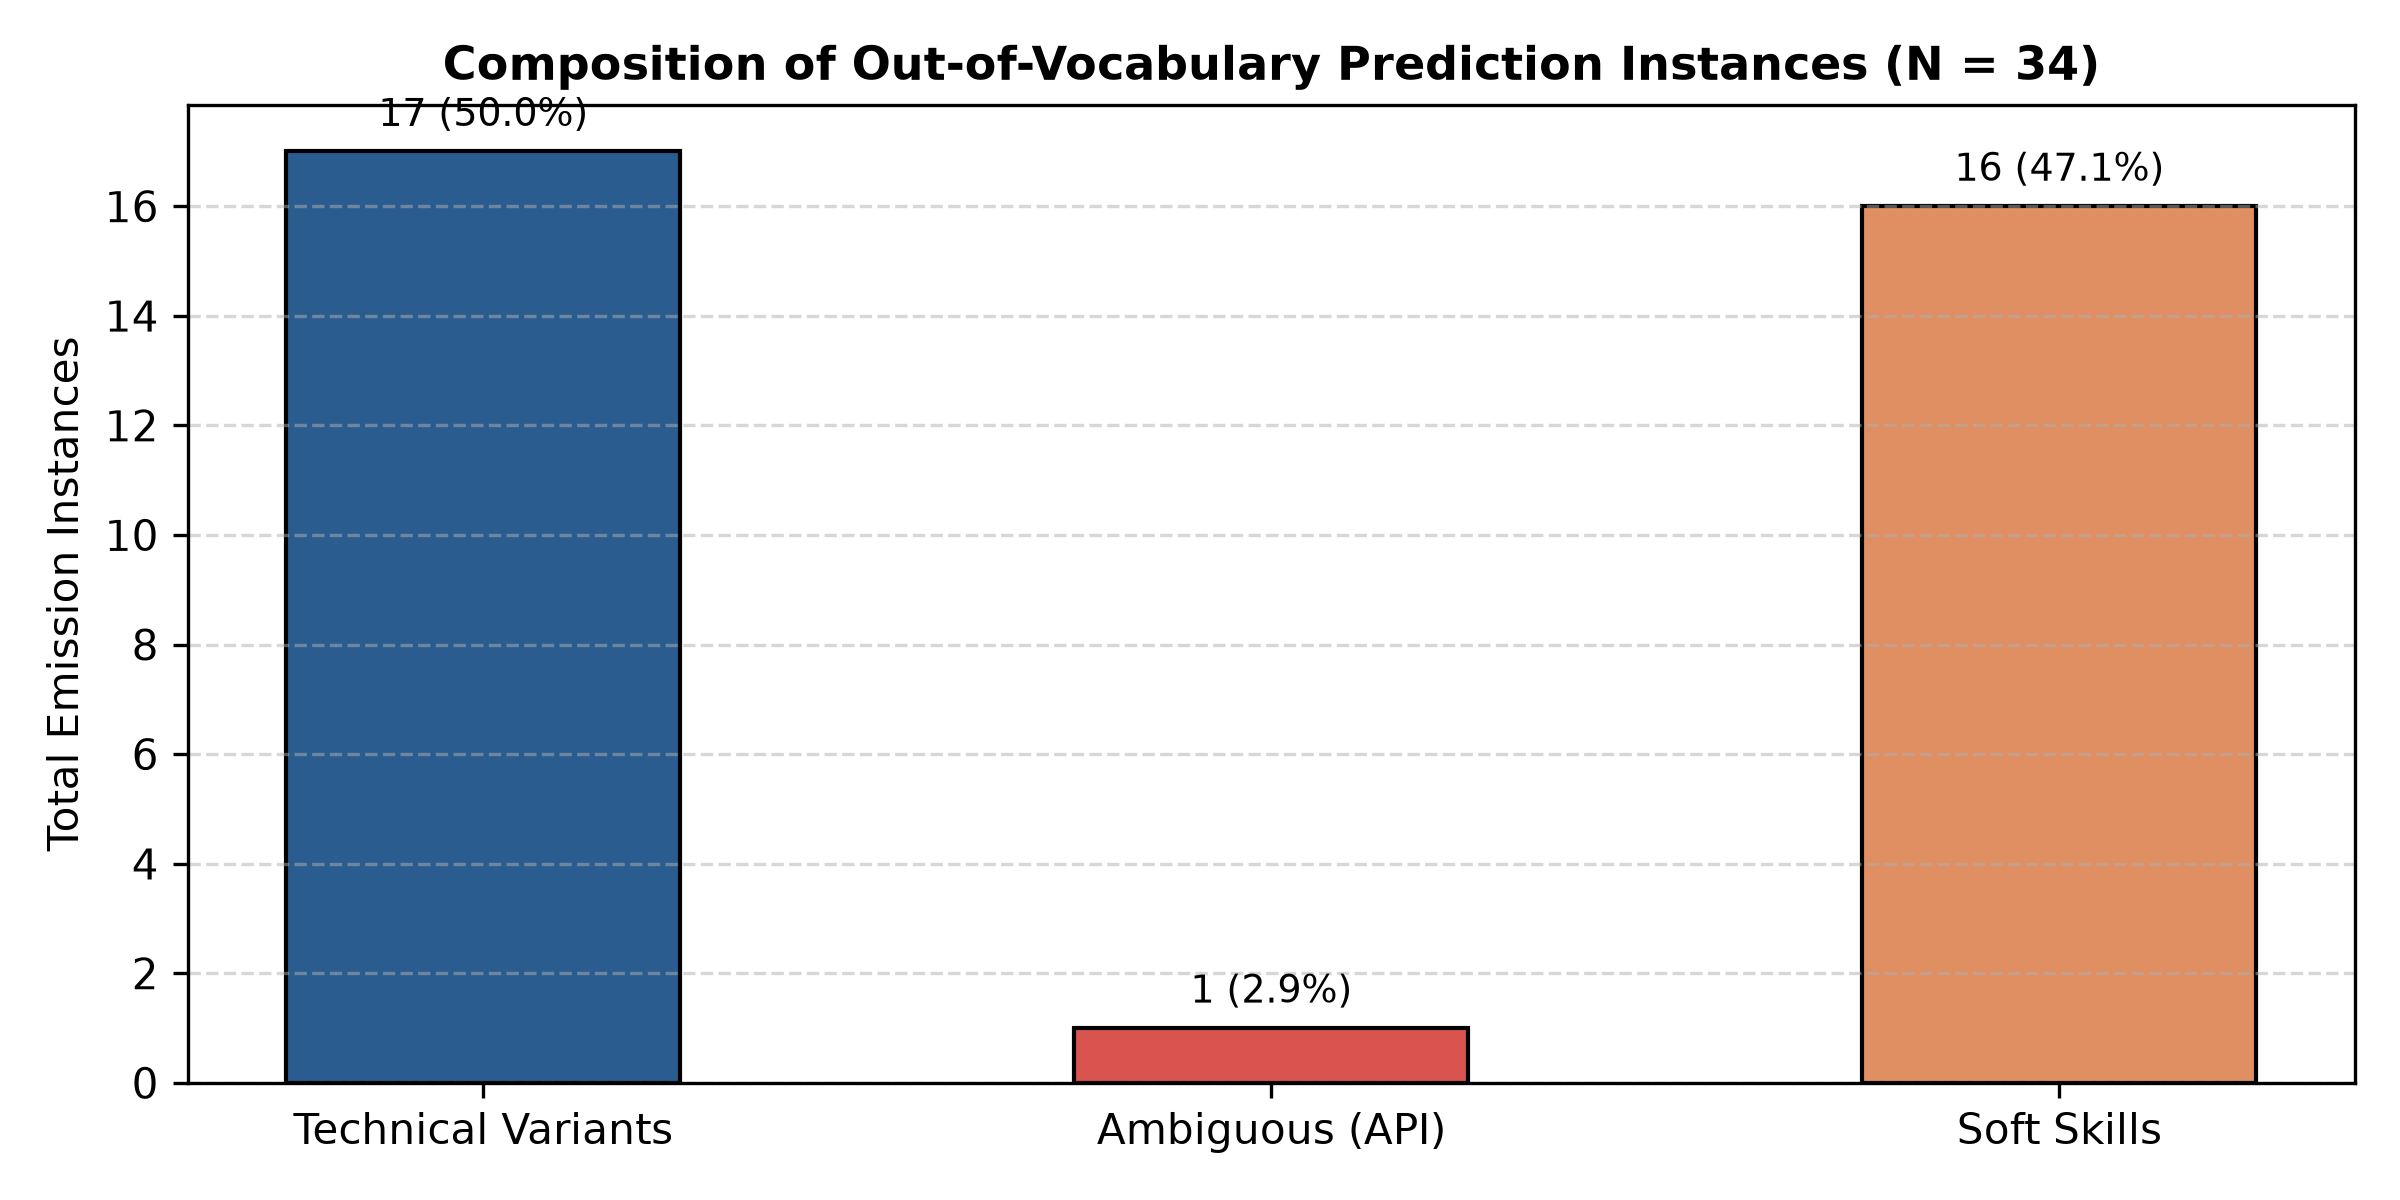 Composition of Out-of-Vocabulary Prediction Instances (N = 34)
17 (50.0%)
16 (47.1%)
1 (2.9%)
Total Emission Instances
16
14
12
10
8
6
4
2
0
Technical Variants
Ambiguous (API)
Soft Skills